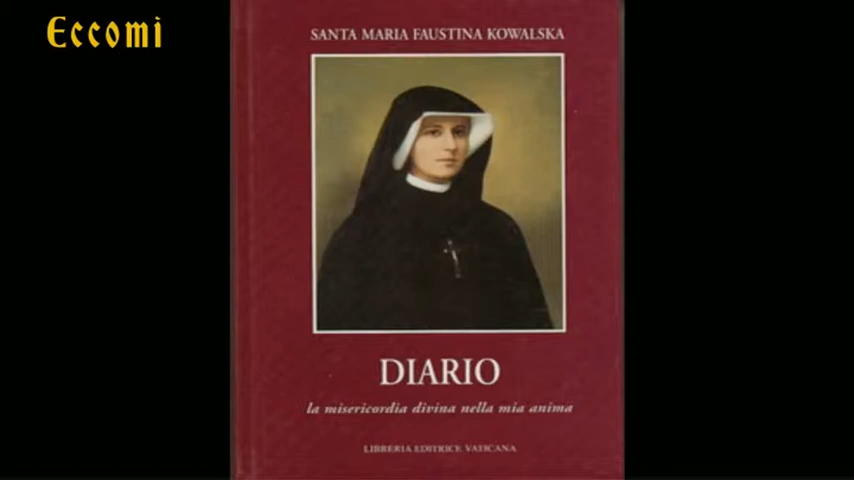 Eccomi
SANTA MARIA FAUSTINA KOWALSKA
DIARIO
la misericordia divina nella mia anima
LIBRERIA EDITRICE VATICANA